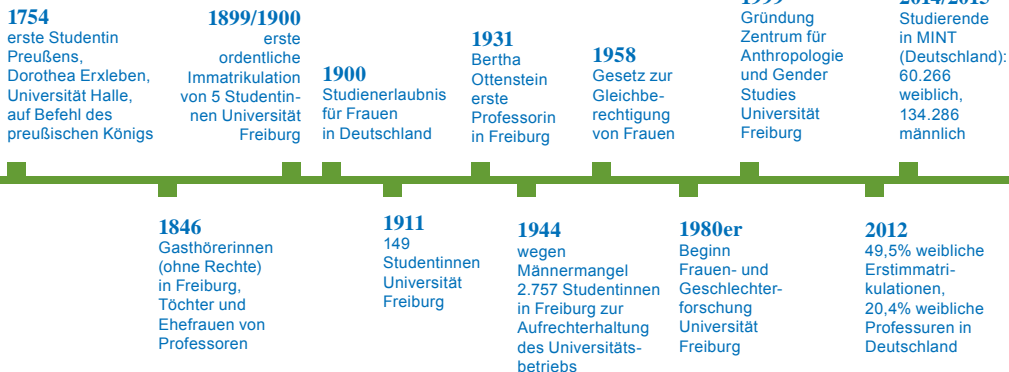 1754
erste Studentin
Preußens,
Dorothea Erxleben,
Universität Halle,
auf Befehl des
preußischen Königs
1899/1900
erste
ordentliche
Immatrikulation
von 5 Studentin-
nen Universität
Freiburg
1900
Studienerlaubnis
für Frauen
in Deutschland
1931
Bertha
Ottenstein
erste
Professorin
in Freiburg
1958
Gesetz zur
Gleichbe-
rechtigung
von Frauen
1999
Gründung
Zentrum für
Anthropologie
und Gender
Studies
Universität
Freiburg
2014/2015
Studierende
in MINT
(Deutschland):
60.266
weiblich,
134.286
männlich
1846
Gasthörerinnen
(ohne Rechte)
in Freiburg,
Töchter und
Ehefrauen von
Professoren
1911
149
Studentinnen
Universität
Freiburg
1944
wegen
Männermangel
2.757 Studentinnen
in Freiburg zur
Aufrechterhaltung
des Universitäts-
betriebs
1980er
Beginn
Frauen- und
Geschlechter-
forschung
Universität
Freiburg
2012
49,5% weibliche
Erstimmatri-
kulationen,
20,4% weibliche
Professuren in
Deutschland